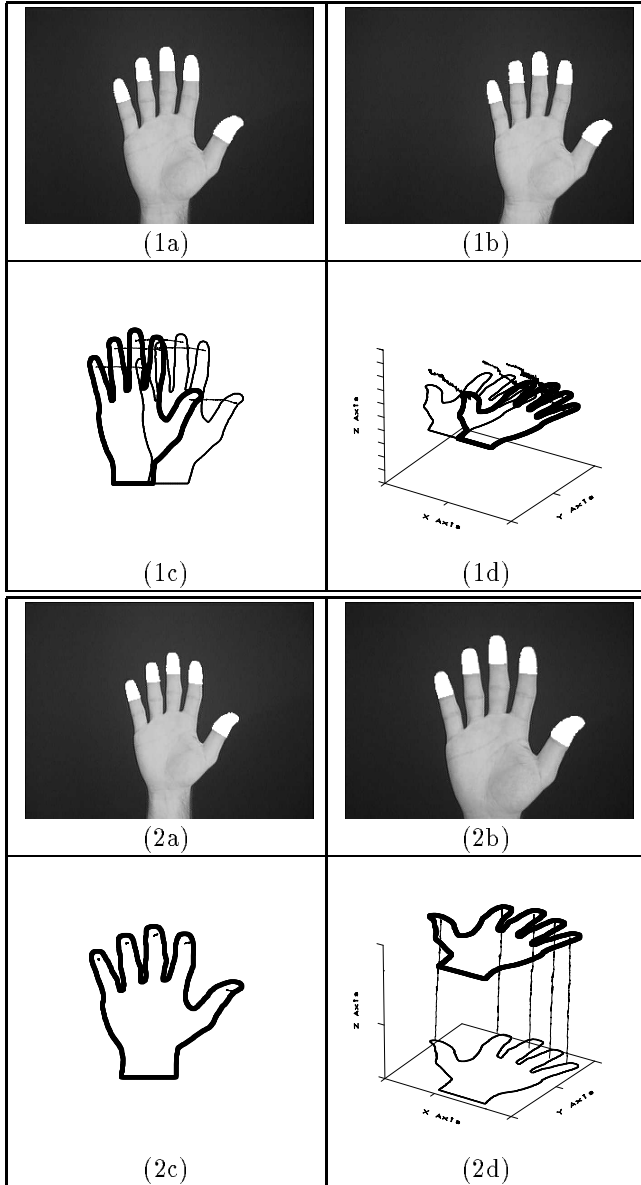 (1a)
(1b)
(1c)
Z Axis
X Axis
Y Axis
(1d)
(2a)
(2b)
(2c)
Z Axis
X Axis
Y Axis
(2d)